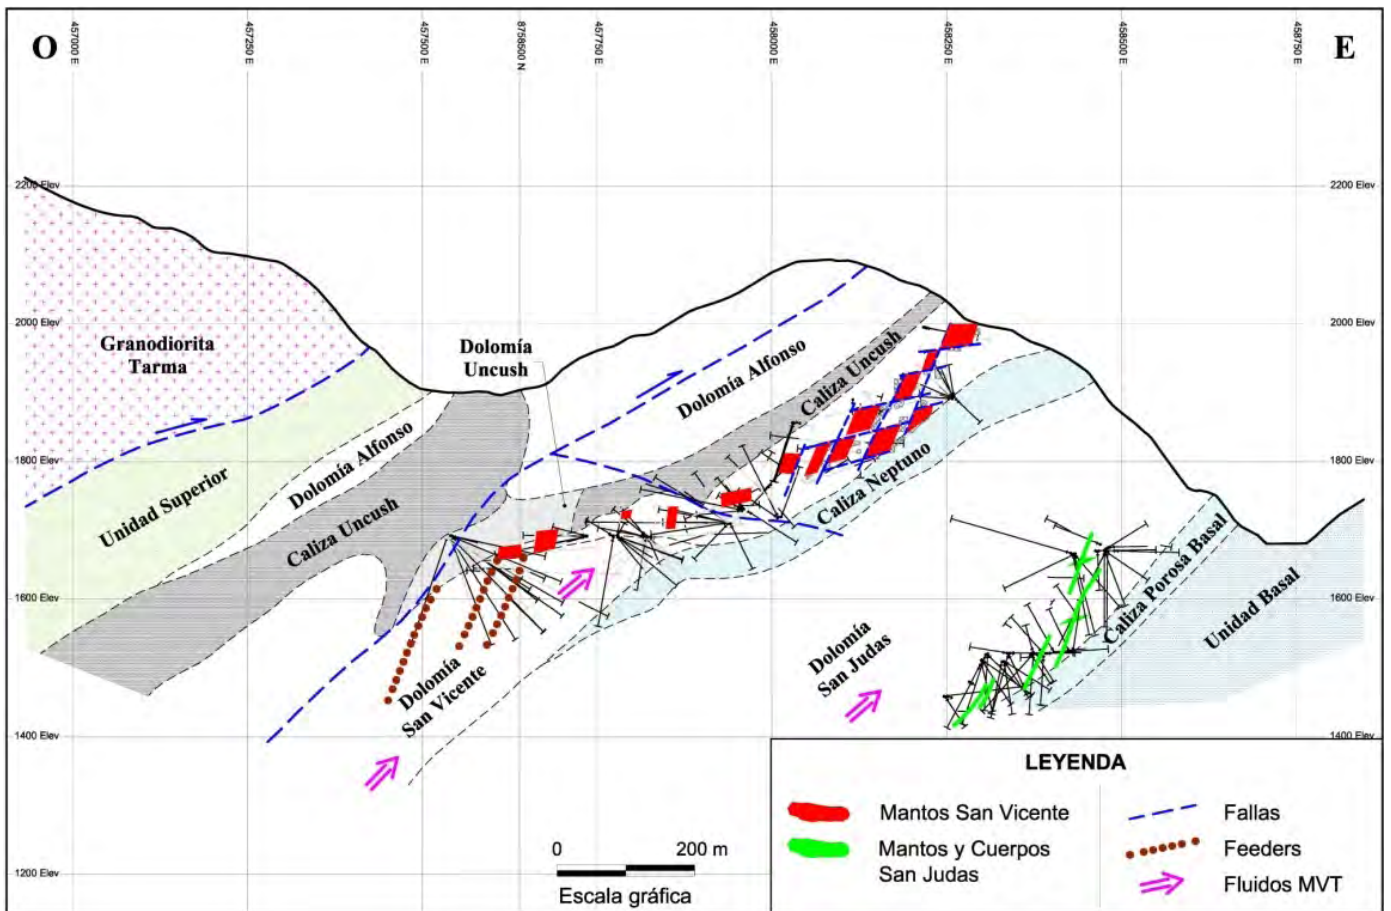 O
E
457000 E
457250 E
457500 E
8758500 N
457750 E
458000 E
458250 E
458500 E
458750 E
2200 Elev
2200 Elev
2000 Elev
2000 Elev
Granodiorita
Tarma
Dolomía
Uncush
Dolomía Alfonso
Caliza Uncush
1800 Elev
1800 Elev
Unidad Superior
Dolomía Alfonso
Caliza Uncush
Caliza Neptuno
1600 Elev
1600 Elev
Dolomía
San Vicente
Dolomía
San Judas
Caliza Porosa Basal
Unidad Basal
1400 Elev
1400 Elev
1200 Elev
0
200 m
Escala gráfica
LEYENDA
Mantos San Vicente
Mantos y Cuerpos
San Judas
Fallas
Feeders
Fluidos MVT